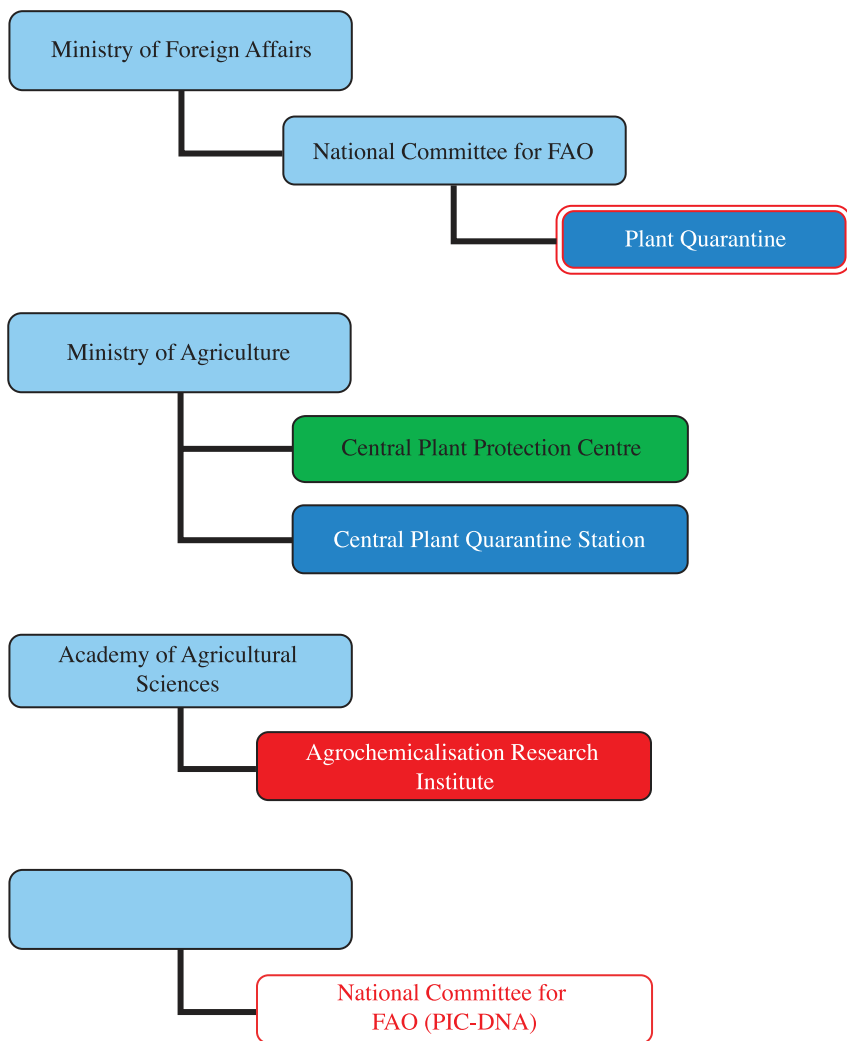 Ministry of Foreign Affairs
National Committee for FAO
Plant Quarantine
Ministry of Agriculture
Central Plant Protection Centre
Central Plant Quarantine Station
Academy of Agricultural
Sciences
Agrochemicalisation Research
Institute
National Committee for
FAO (PIC-DNA)